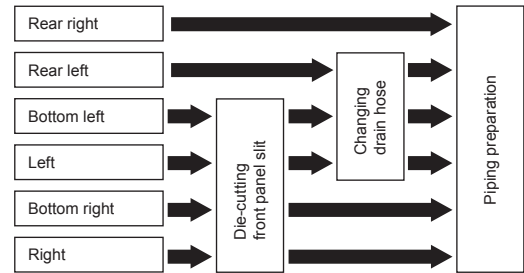 Rear right
Rear left
Bottom left
Left
Bottom right
Right
Die-cutting
front panel slit
Changing
drain hose
Piping preparation